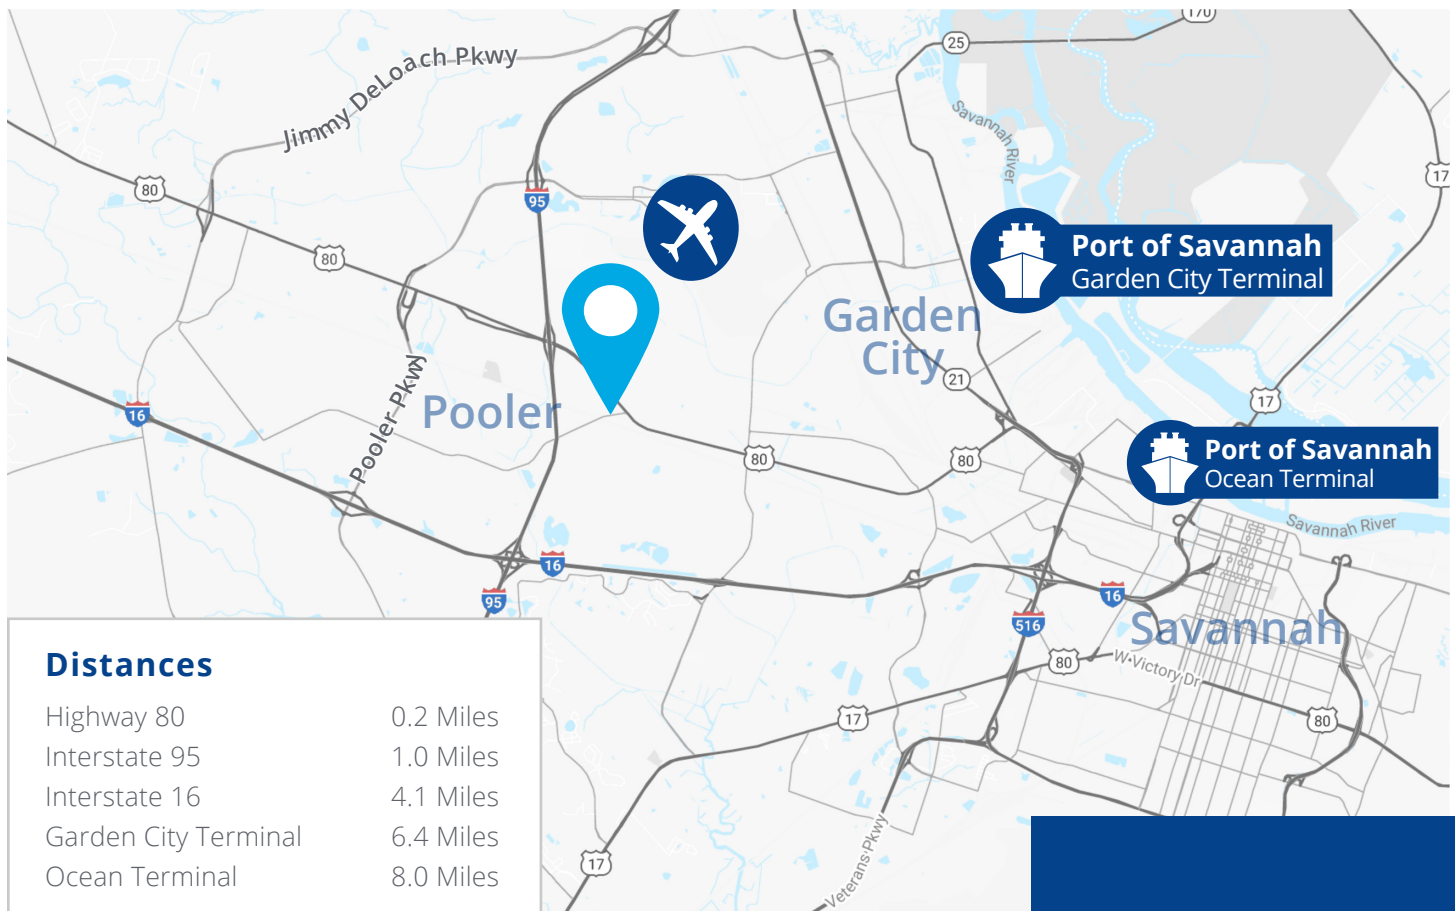 170
25
Jimmy DeLoach Pkwy
Savannah River
17
80
95
80
Port of Savannah
Garden City Terminal
Garden
City
21
17
Pooler Pkwy
Pooler
16
80
80
Port of Savannah
Ocean Terminal
Savannah River
16
95
16
516
Savannah
80
W Victory Dr
17
80
17
Veterans Pkwy
Distances
Highway 80 0.2 Miles
Interstate 95 1.0 Miles
Interstate 16 4.1 Miles
Garden City Terminal 6.4 Miles
Ocean Terminal 8.0 Miles